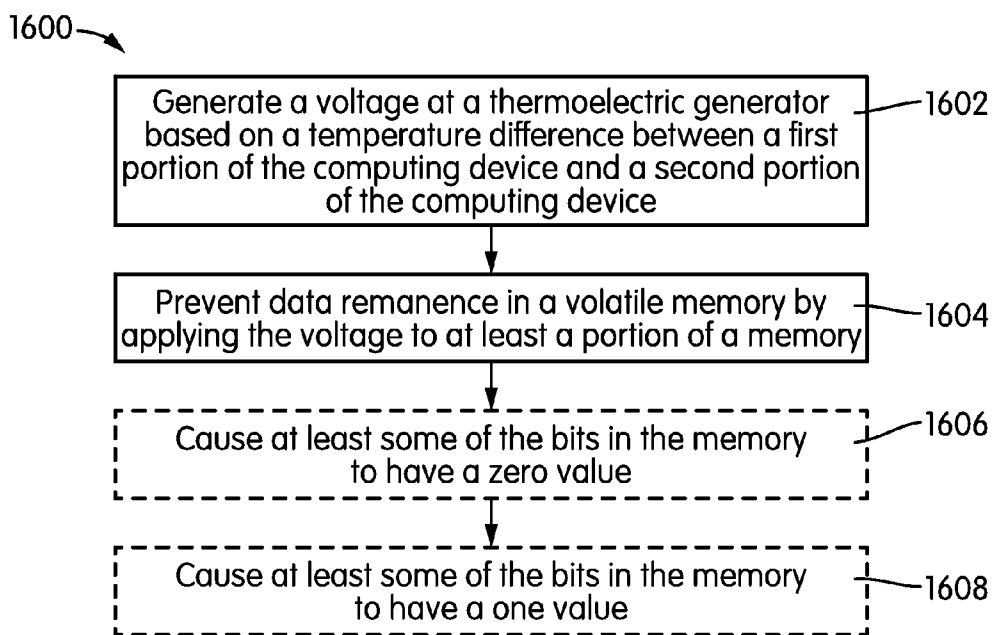 1600
Generate a voltage at a thermoelectric generator
based on a temperature difference between a first
portion of the computing device and a second portion
of the computing device
1602
Prevent data remanence in a volatile memory by
applying the voltage to at least a portion of a memory
1604
Cause at least some of the bits in the memory
to have a zero value
1606
Cause at least some of the bits in the memory
to have a one value
1608